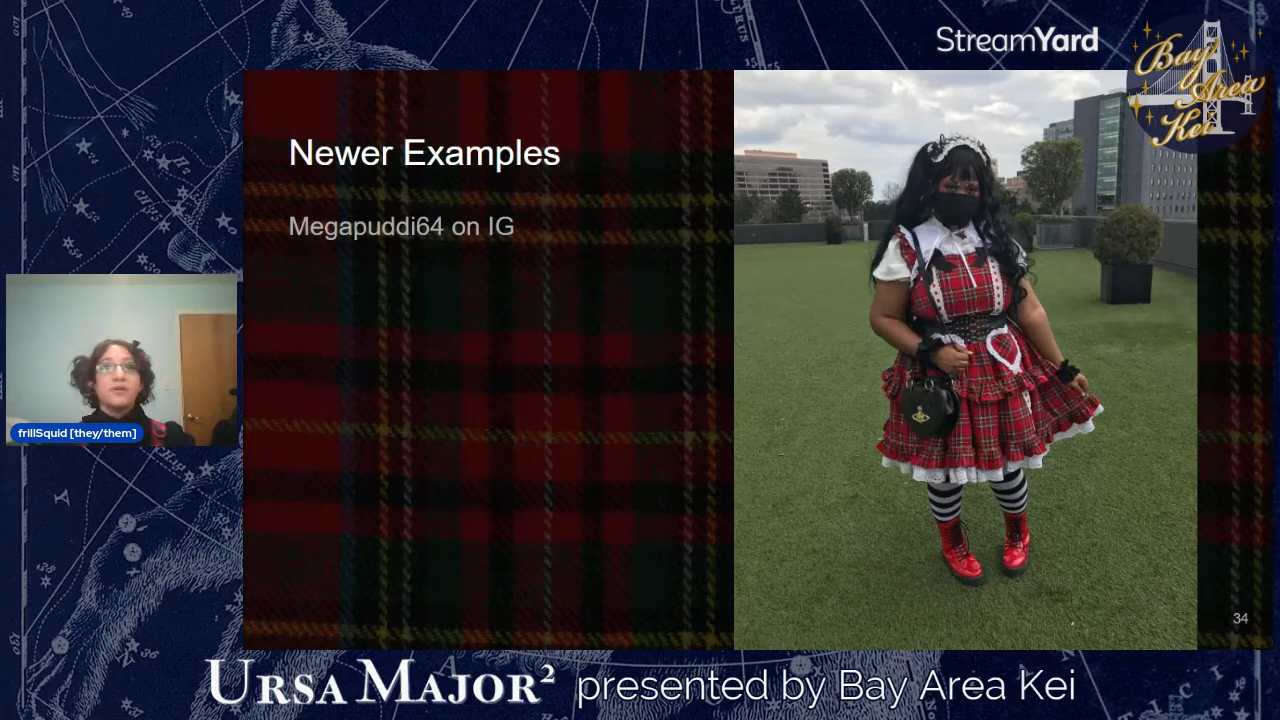 StreamYard
Bay
Area
Kei
Newer Examples
Megapuddi64 on IG
frillSquid [they/them]
34
URSA MAJOR² presented by Bay Area Kei